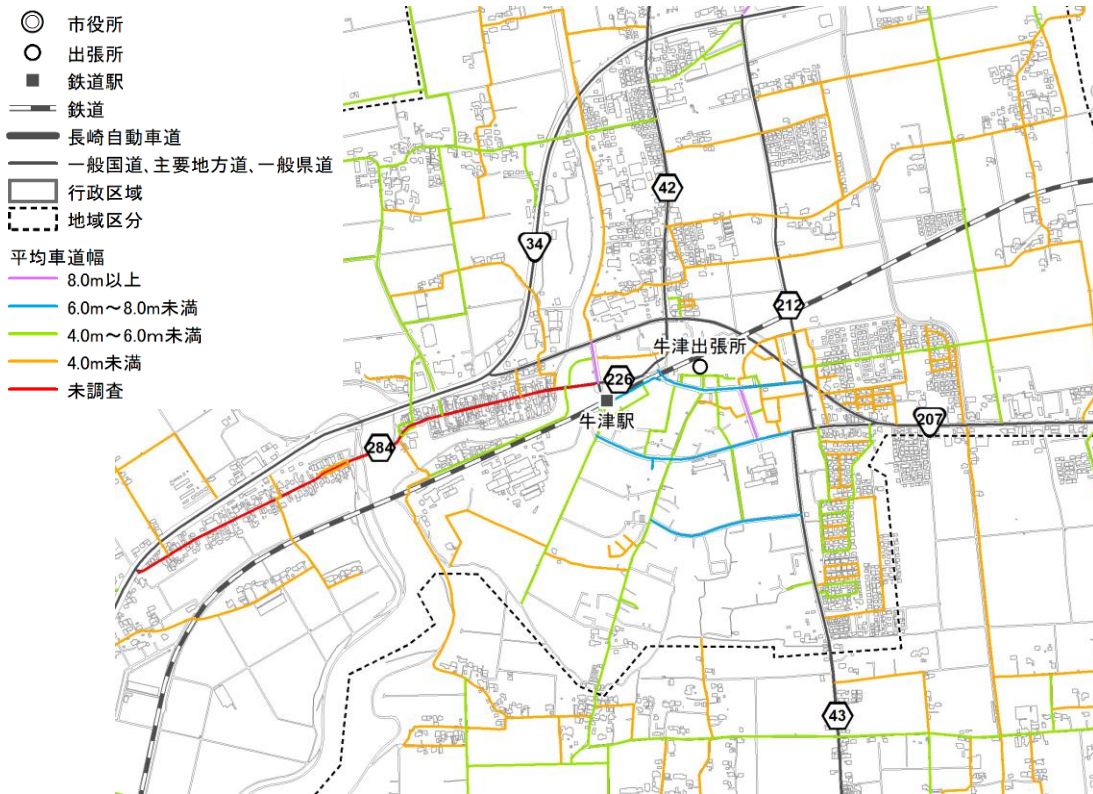 市役所
出張所
鉄道駅
鉄道
長崎自動車道
一般国道、主要地方道、一般県道
行政区域
地域区分
平均車道幅
8.0m以上
6.0m～8.0m未満
4.0m～6.0m未満
4.0m未満
未調査
42
34
212
牛津出張所
226
牛津駅
207
284
43